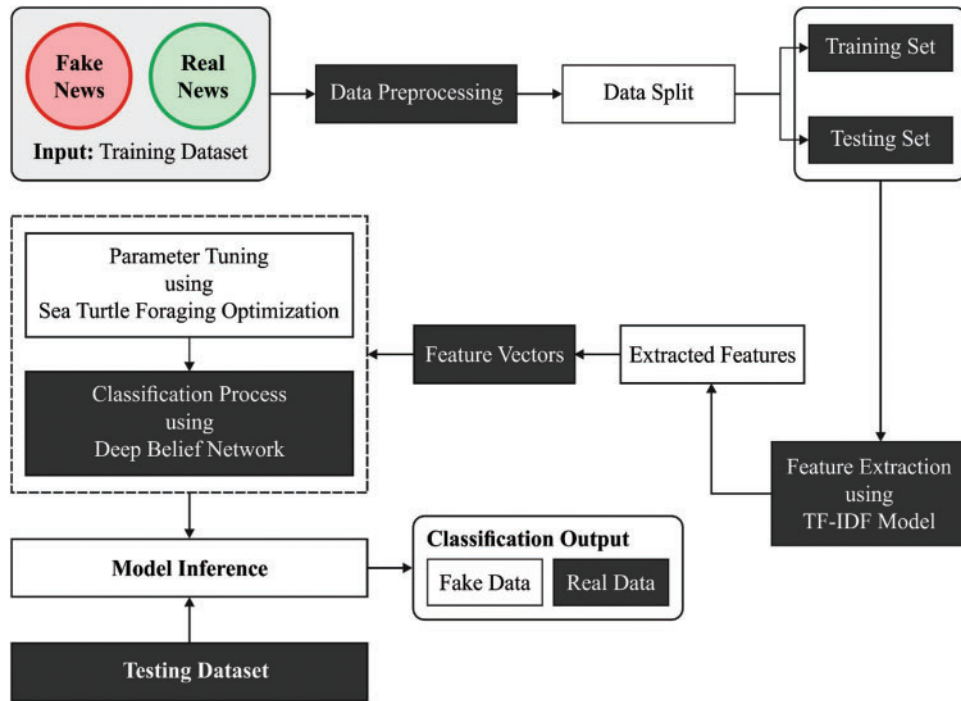 Fake
News
Real
News
Input: Training Dataset
Data Preprocessing
Data Split
Training Set
Testing Set
Parameter Tuning
using
Sea Turtle Foraging Optimization
Classification Process
using
Deep Belief Network
Feature Vectors
Extracted Features
Feature Extraction
using
TF-IDF Model
Model Inference
Classification Output
Fake Data
Real Data
Testing Dataset